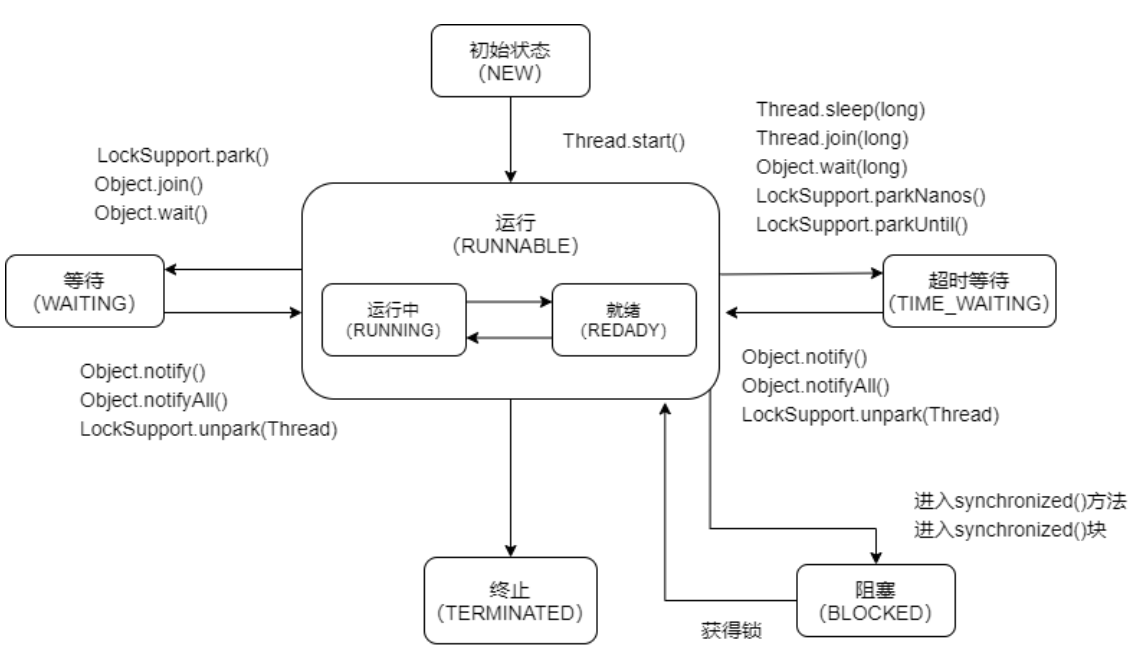 初始状态
(NEW)
Thread.start()
LockSupport.park()
Object.join()
Object.wait()
Thread.sleep(long)
Thread.join(long)
Object.wait(long)
LockSupport.parkNanos()
LockSupport.parkUntil()
运行
(RUNNABLE)
等待
(WAITING)
运行中
(RUNNING)
就绪
(REDADY)
超时等待
(TIME_WAITING)
Object.notify()
Object.notifyAll()
LockSupport.unpark(Thread)
Object.notify()
Object.notifyAll()
LockSupport.unpark(Thread)
进入synchronized()方法
进入synchronized()块
终止
(TERMINATED)
阻塞
(BLOCKED)
获得锁